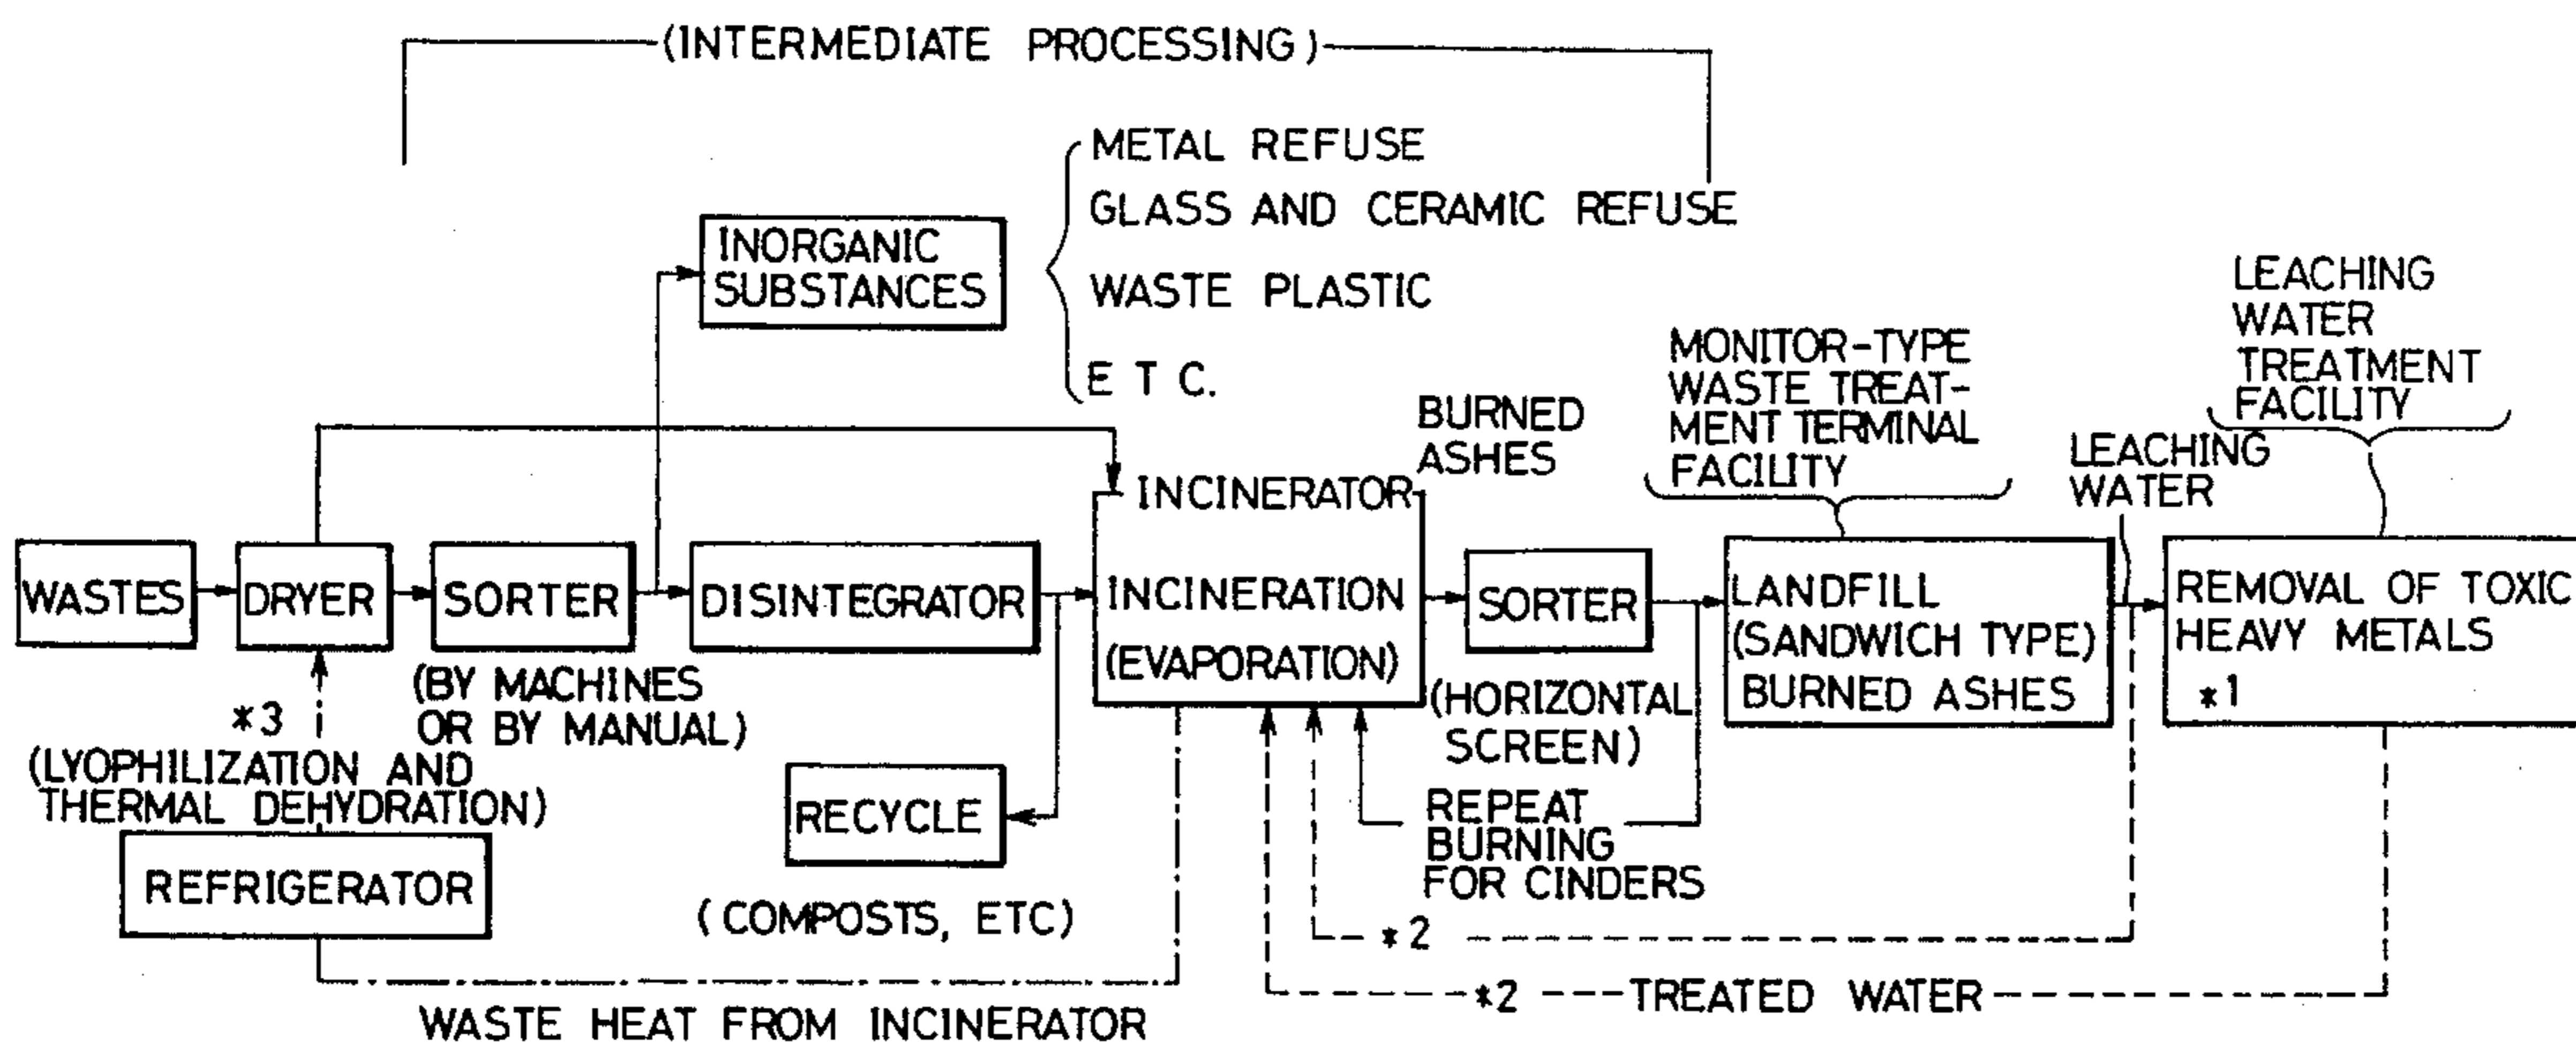 (INTERMEDIATE PROCESSING)
METAL REFUSE
GLASS AND CERAMIC REFUSE
WASTE PLASTIC
E T C.
INORGANIC
SUBSTANCES
LEACHING
WATER
TREATMENT
FACILITY
MONITOR-TYPE
WASTE TREAT-
MENT TERMINAL
FACILITY
BURNED
ASHES
LEACHING
WATER
WASTES
DRYER
SORTER
(BY MACHINES
OR BY MANUAL)
DISINTEGRATOR
INCINERATOR
INCINERATION
(EVAPORATION)
SORTER
(HORIZONTAL
SCREEN)
LANDFILL
(SANDWICH TYPE)
BURNED ASHES
REMOVAL OF TOXIC
HEAVY METALS
*1
*3
(LYOPHILIZATION AND
THERMAL DEHYDRATION)
REFRIGERATOR
RECYCLE
(COMPOSTS, ETC)
REPEAT
BURNING
FOR CINDERS
*2
*2 TREATED WATER
WASTE HEAT FROM INCINERATOR